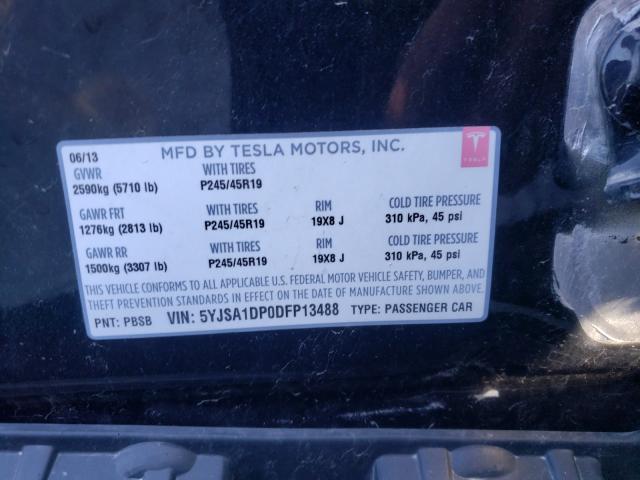 06/13 MFD BY TESLA MOTORS, INC.
GVWR WITH TIRES
2590kg (5710 lb) P245/45R19
TESLA
GAWR FRT WITH TIRES RIM COLD TIRE PRESSURE
1276kg (2813 lb) P245/45R19 19X8 J 310 kPa, 45 psi
GAWR RR WITH TIRES RIM COLD TIRE PRESSURE
1500kg (3307 lb) P245/45R19 19X8 J 310 kPa, 45 psi
THIS VEHICLE CONFORMS TO ALL APPLICABLE U.S. FEDERAL MOTOR VEHICLE SAFETY, BUMPER, AND
THEFT PREVENTION STANDARDS IN EFFECT ON THE DATE OF MANUFACTURE SHOWN ABOVE.
PNT: PBSB VIN: 5YJSA1DP0DFP13488 TYPE: PASSENGER CAR